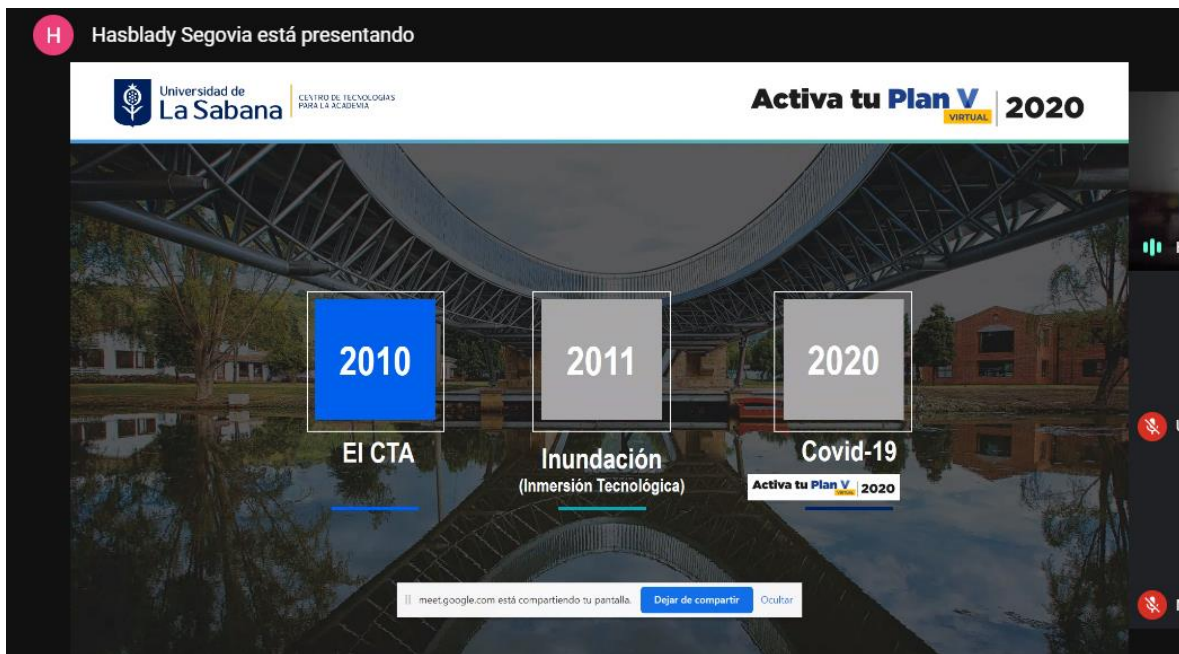 H
Hasblady Segovia está presentando
Universidad de
La Sabana
CENTRO DE TECNOLOGÍAS
PARA LA ACADEMIA
Activa tu Plan V 2020
VIRTUAL
2010
2011
2020
El CTA
Inundación
(Inmersión Tecnológica)
Covid-19
Activa tu Plan V 2020
VIRTUAL
meet.google.com está compartiendo tu pantalla.
Dejar de compartir
Ocultar